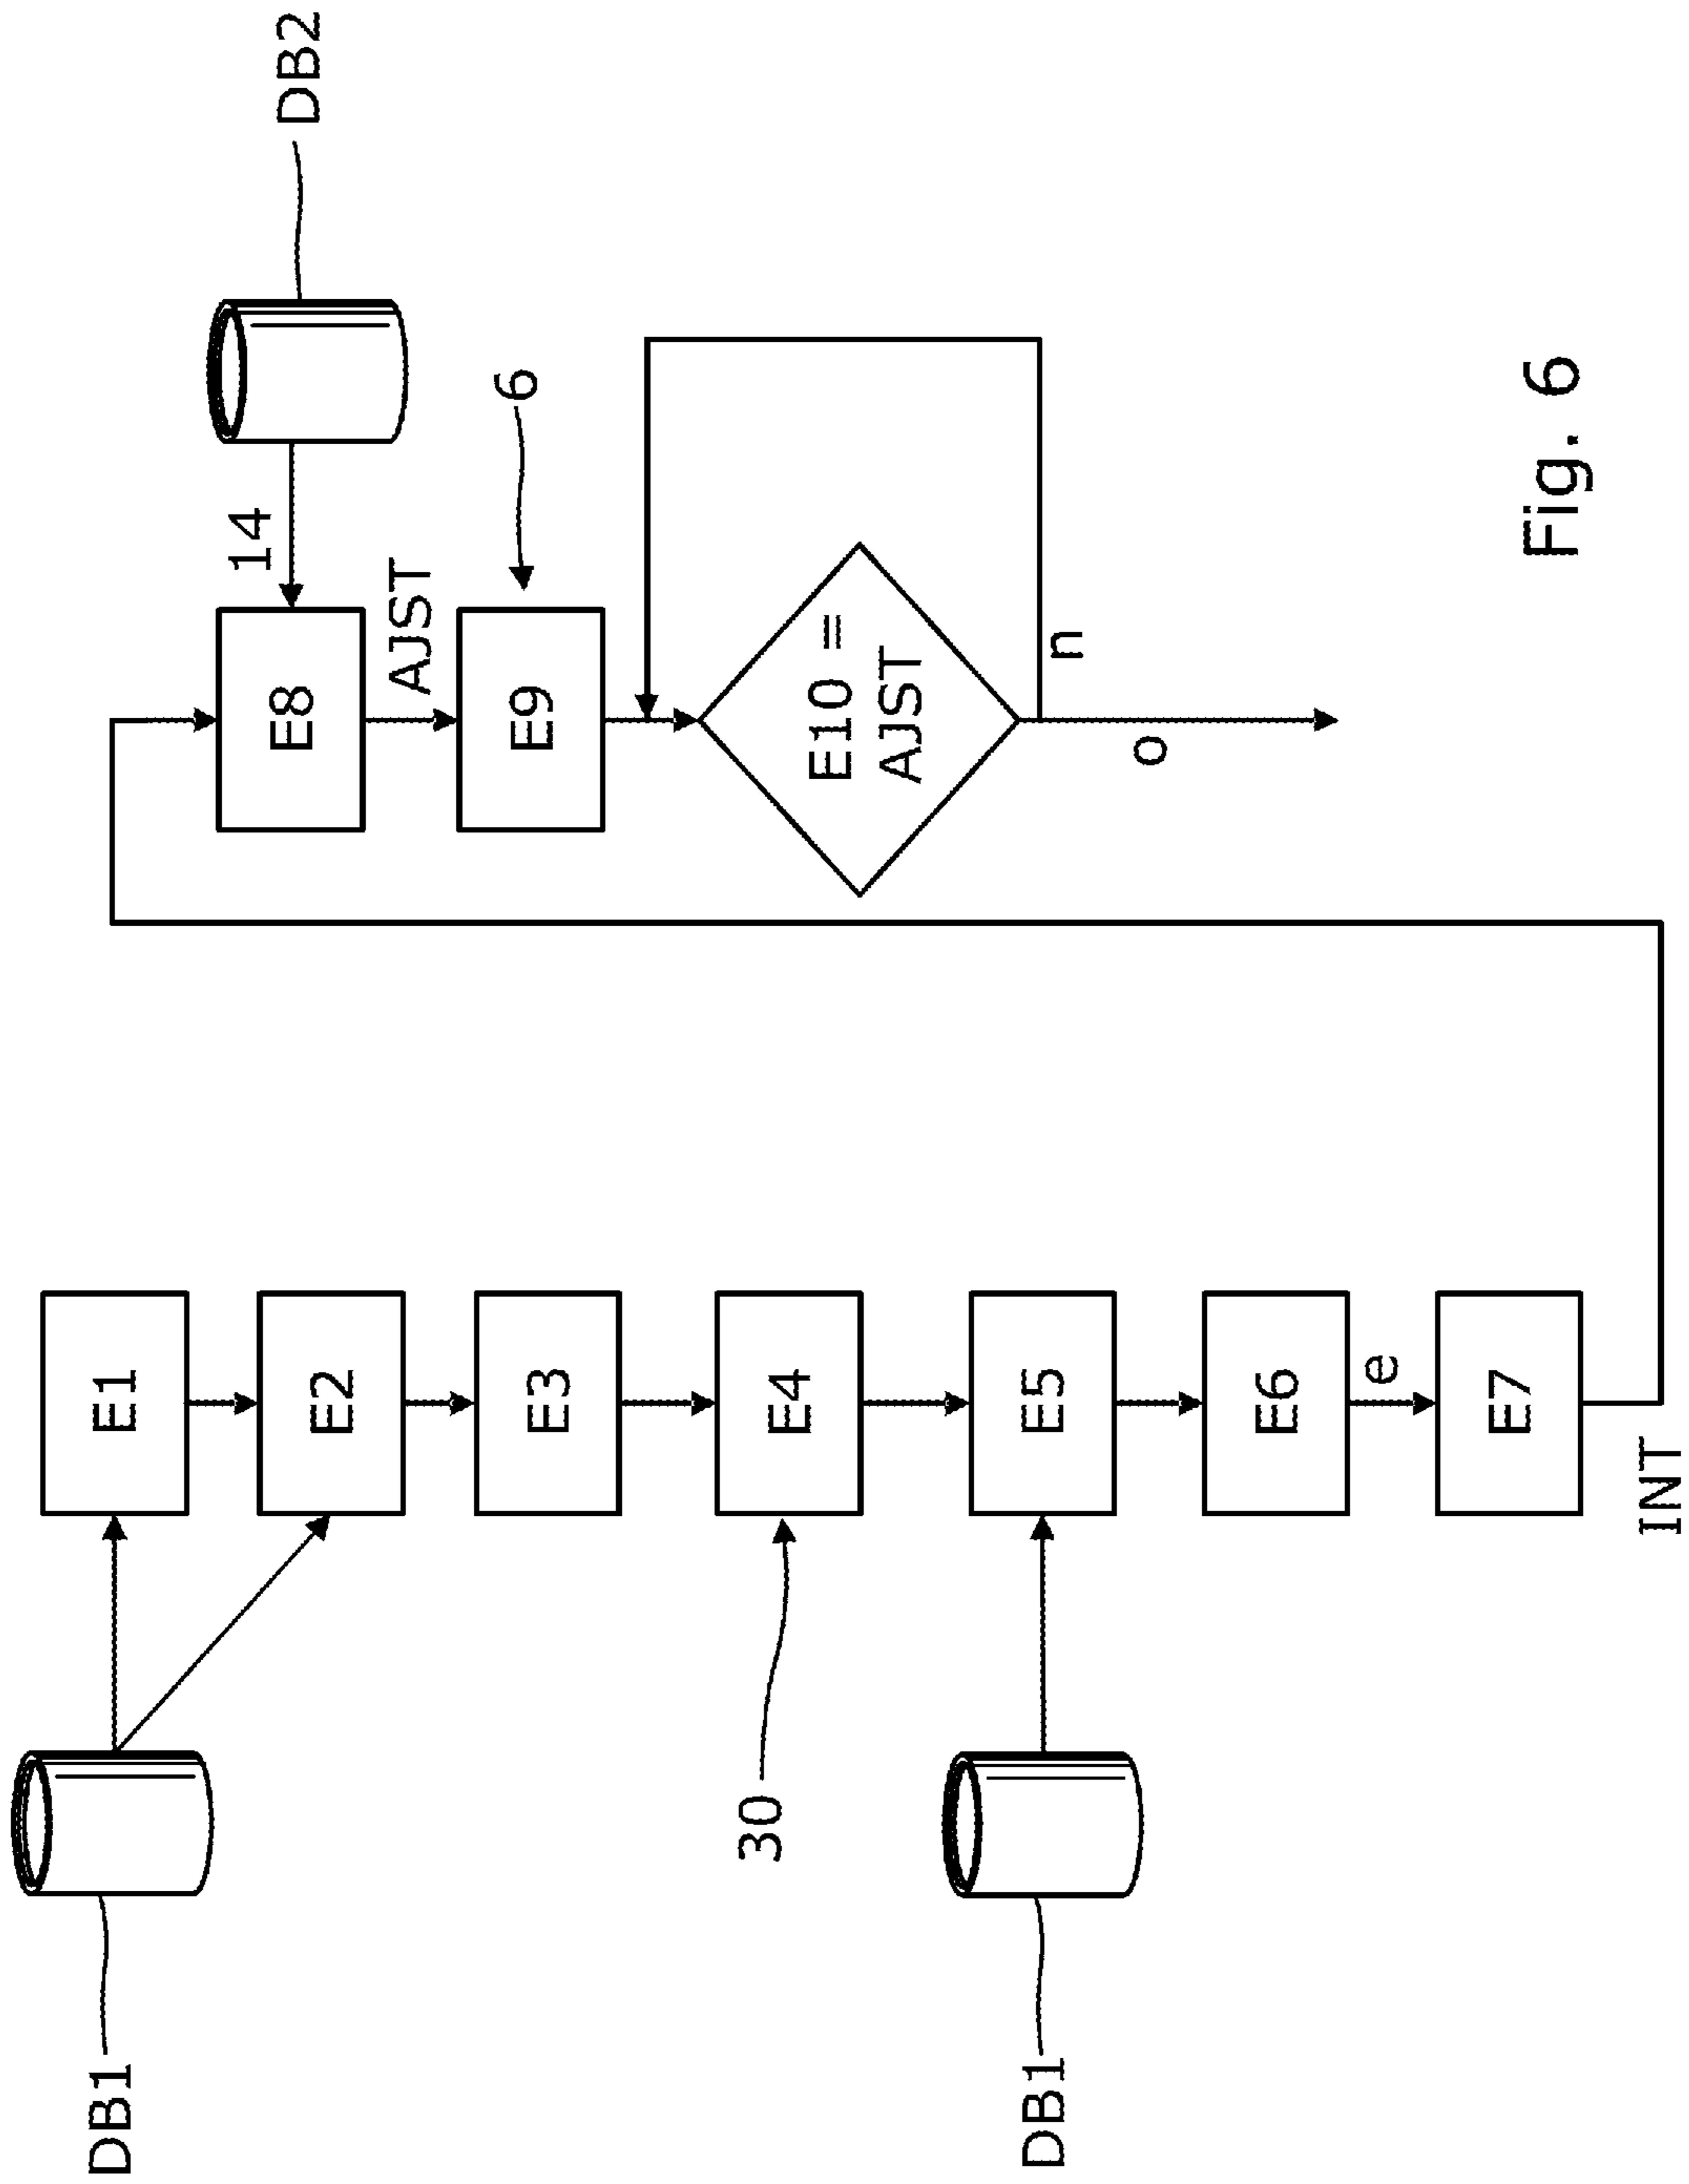 DB1
E1
E2
E3
30
E4
DB1
E5
E6
e
E7
INT
DB2
14
E8
AJST
6
E9
E10 =
AJST
n
o
Fig. 6